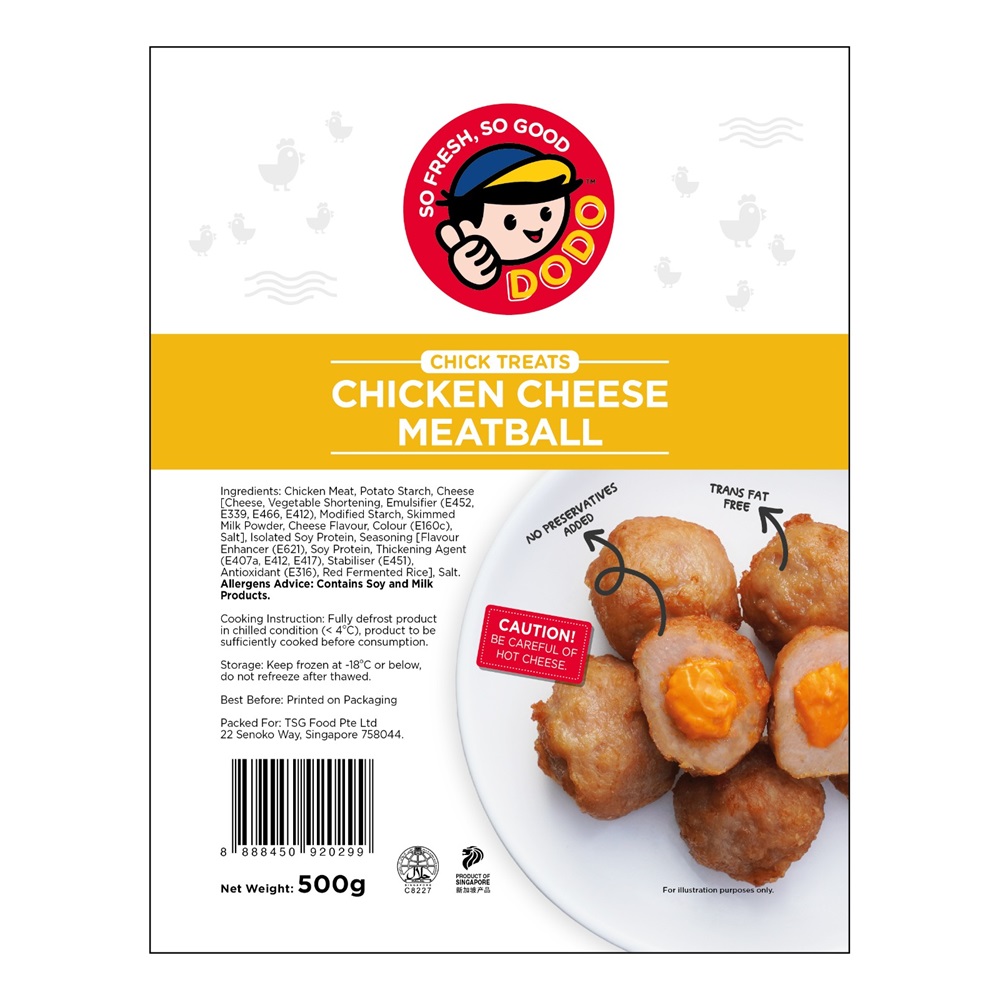 SO FRESH, SO GOOD
DODO
TM
CHICK TREATS
CHICKEN CHEESE
MEATBALL
Ingredients: Chicken Meat, Potato Starch, Cheese
[Cheese, Vegetable Shortening, Emulsifier (E452,
E339, E466, E412), Modified Starch, Skimmed
Milk Powder, Cheese Flavour, Colour (E160c),
Salt], Isolated Soy Protein, Seasoning [Flavour
Enhancer (E621), Soy Protein, Thickening Agent
(E407a, E412, E417), Stabiliser (E451),
Antioxidant (E316), Red Fermented Rice], Salt.
Allergens Advice: Contains Soy and Milk
Products.
Cooking Instruction: Fully defrost product
in chilled condition (< 4°C), product to be
sufficiently cooked before consumption.
Storage: Keep frozen at -18°C or below,
do not refreeze after thawed.
Best Before: Printed on Packaging
Packed For: TSG Food Pte Ltd
22 Senoko Way, Singapore 758044.
8 888450 920299
Net Weight: 500g
SINGAPORE
C8227
PRODUCT OF
SINGAPORE
新加坡产品
NO PRESERVATIVES
ADDED
TRANS FAT
FREE
CAUTION!
BE CAREFUL OF
HOT CHEESE.
For illustration purposes only.